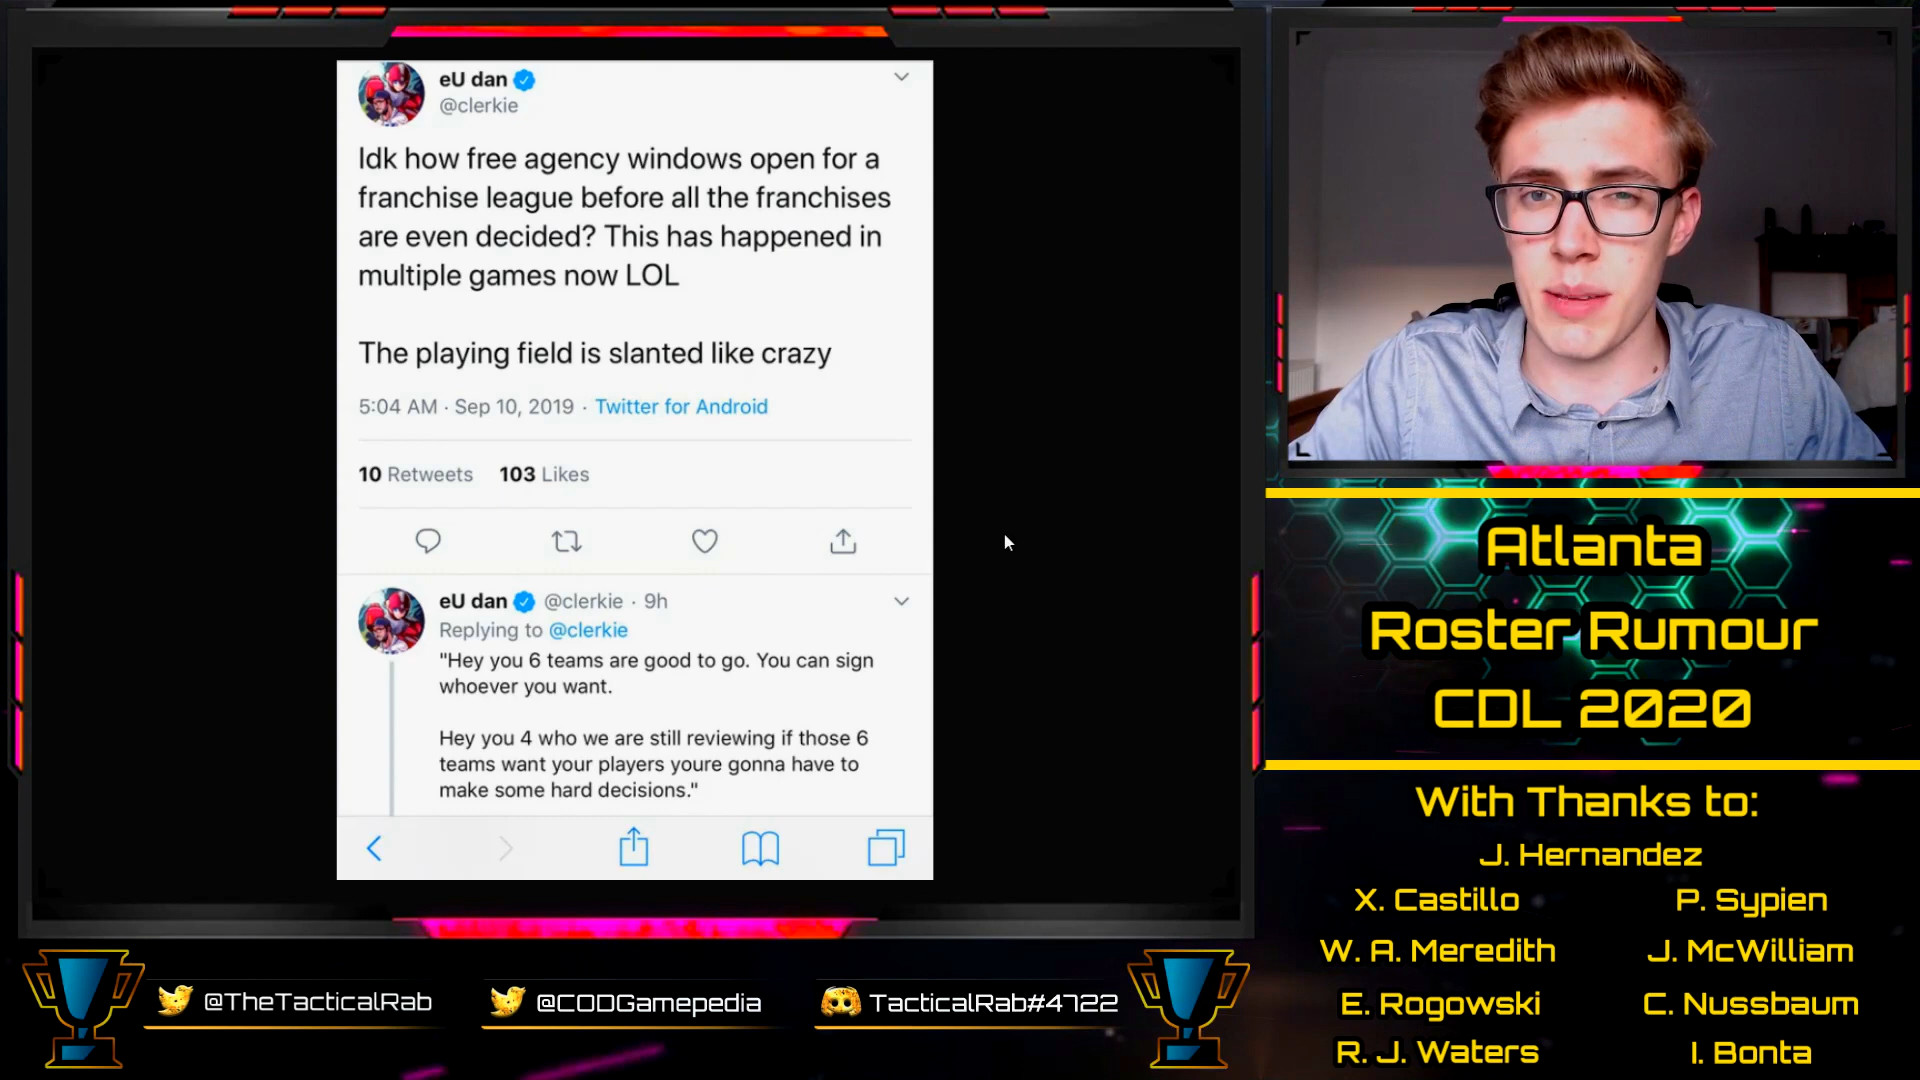 eU dan
@clerkie
Idk how free agency windows open for a
franchise league before all the franchises
are even decided? This has happened in
multiple games now LOL
The playing field is slanted like crazy
5:04 AM · Sep 10, 2019 · Twitter for Android
10 Retweets 103 Likes
eU dan @clerkie · 9h
Replying to @clerkie
"Hey you 6 teams are good to go. You can sign
whoever you want.
Hey you 4 who we are still reviewing if those 6
teams want your players youre gonna have to
make some hard decisions."
Atlanta
Roster Rumour
CDL 2020
With Thanks to:
J. Hernandez
X. Castillo P. Sypien
W. A. Meredith J. McWilliam
E. Rogowski C. Nussbaum
R. J. Waters I. Bonta
@TheTacticalRab @CODGamepedia TacticalRab#4722